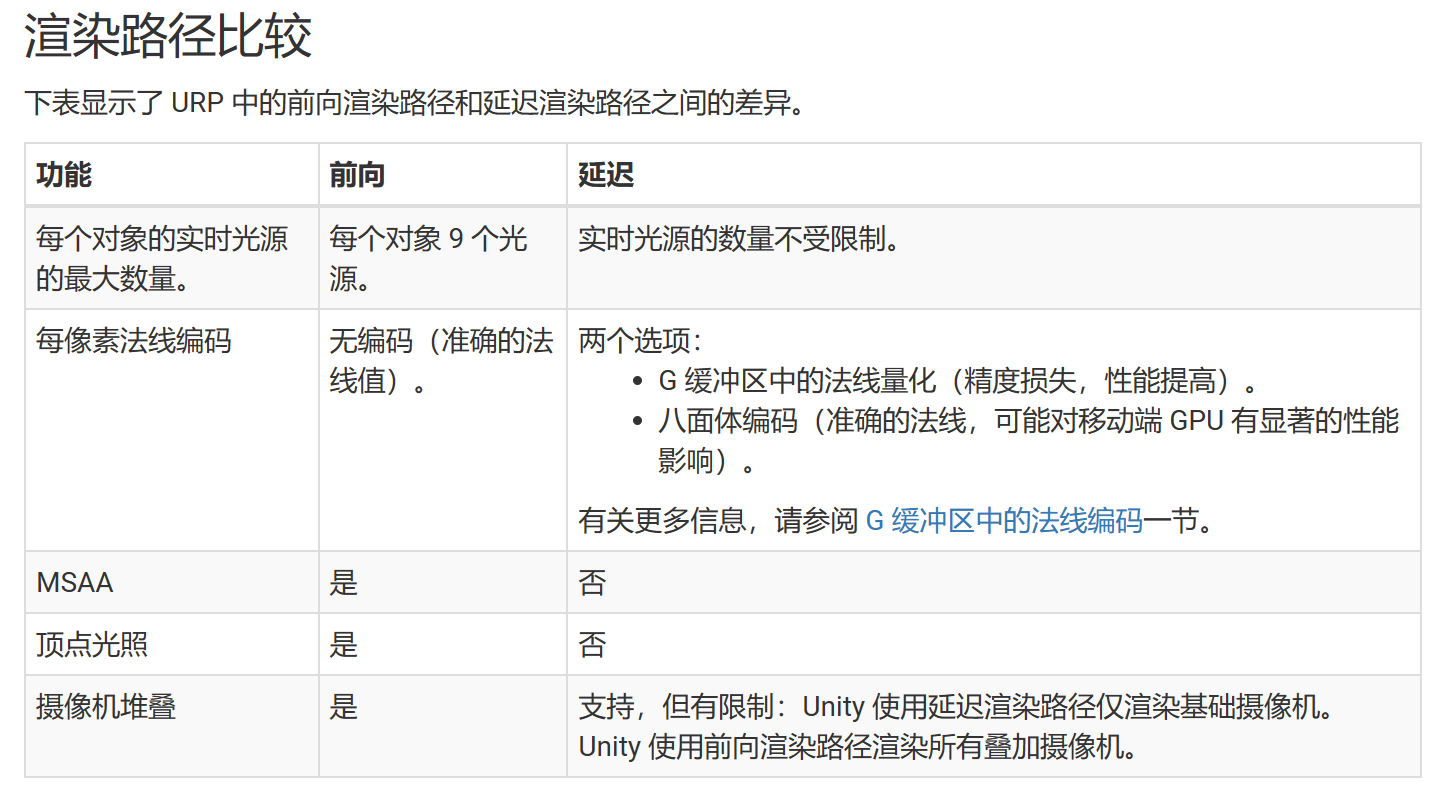 渲染路径比较
下表显示了 URP 中的前向渲染路径和延迟渲染路径之间的差异。
功能
前向
延迟
每个对象的实时光源
的最大数量。
每个对象 9 个光
源。
实时光源的数量不受限制。
每像素法线编码
无编码（准确的法
线值）。
两个选项：
• G 缓冲区中的法线量化（精度损失，性能提高）。
• 八面体编码（准确的法线，可能对移动端 GPU 有显著的性能
影响）。
有关更多信息，请参阅 G 缓冲区中的法线编码一节。
MSAA
是
否
顶点光照
是
否
摄像机堆叠
是
支持，但有限制：Unity 使用延迟渲染路径仅渲染基础摄像机。
Unity 使用前向渲染路径渲染所有叠加摄像机。